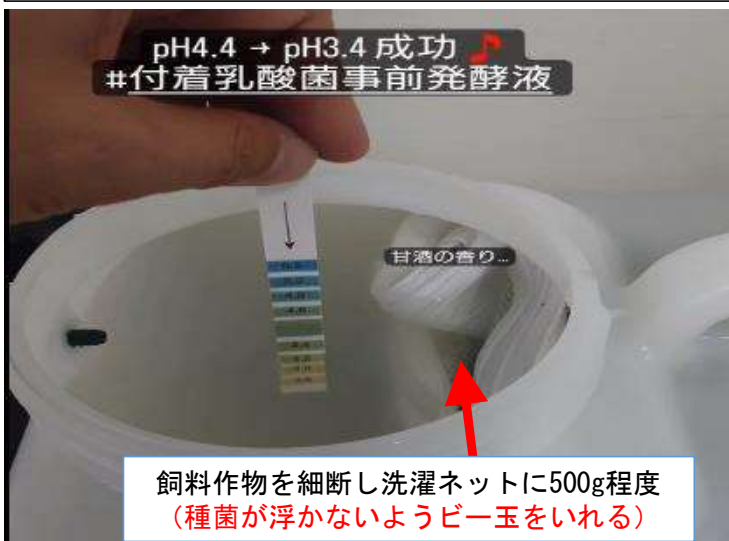 pH4.4 → pH3.4 成功🎵
#付着乳酸菌事前発酵液
甘酒の香り…
飼料作物を細断し洗濯ネットに500g程度
（種菌が浮かないようビー玉をいれる）